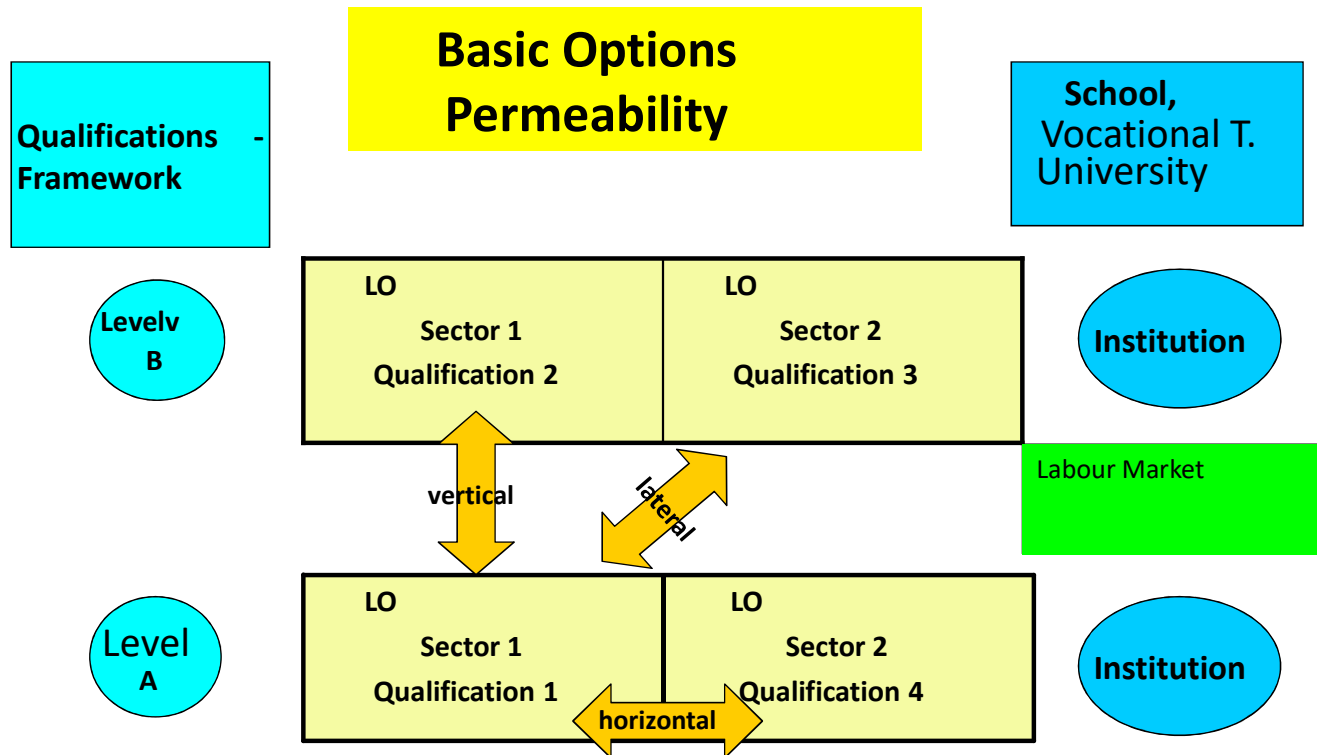 Basic Options
Permeability
Qualifications -
Framework
School,
Vocational T.
University
Levelv
B
LO
Sector 1
Qualification 2
LO
Sector 2
Qualification 3
Institution
vertical
lateral
Labour Market
Level
A
LO
Sector 1
Qualification 1
LO
Sector 2
Qualification 4
horizontal
Institution